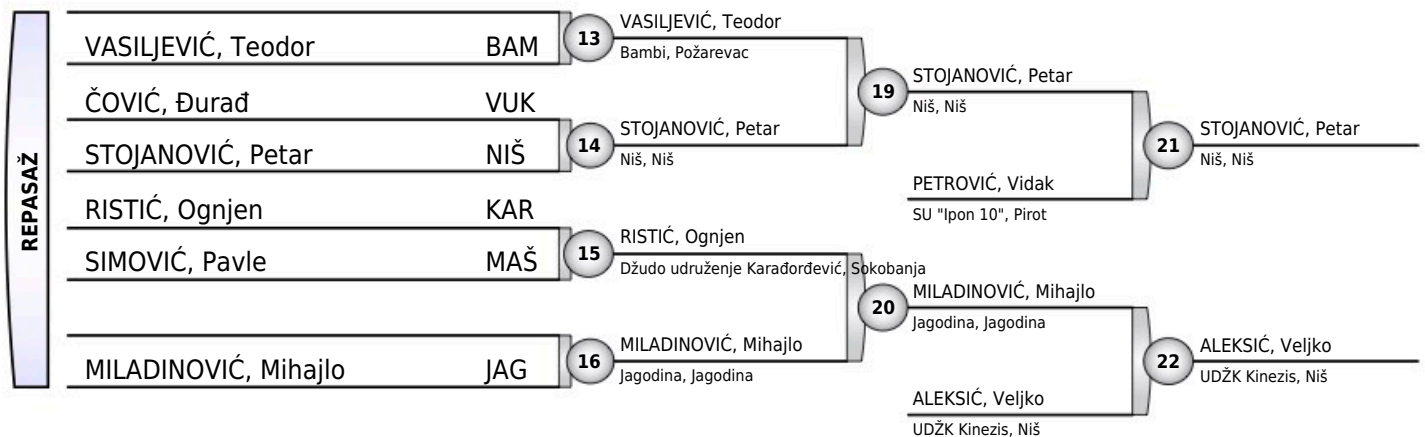 REPASAŽ
VASILJEVIĆ, Teodor BAM
ČOVIĆ, Đurađ VUK
STOJANOVIĆ, Petar NIŠ
RISTIĆ, Ognjen KAR
SIMOVIĆ, Pavle MAŠ
MILADINOVIĆ, Mihajlo JAG
13
VASILJEVIĆ, Teodor
Bambi, Požarevac
14
STOJANOVIĆ, Petar
Niš, Niš
15
RISTIĆ, Ognjen
Džudo udruženje Karađorđević, Sokobanja
16
MILADINOVIĆ, Mihajlo
Jagodina, Jagodina
19
STOJANOVIĆ, Petar
Niš, Niš
PETROVIĆ, Vidak
SU "Ipon 10", Pirot
20
MILADINOVIĆ, Mihajlo
Jagodina, Jagodina
ALEKSIĆ, Veljko
UDŽK Kinezis, Niš
21
STOJANOVIĆ, Petar
Niš, Niš
22
ALEKSIĆ, Veljko
UDŽK Kinezis, Niš